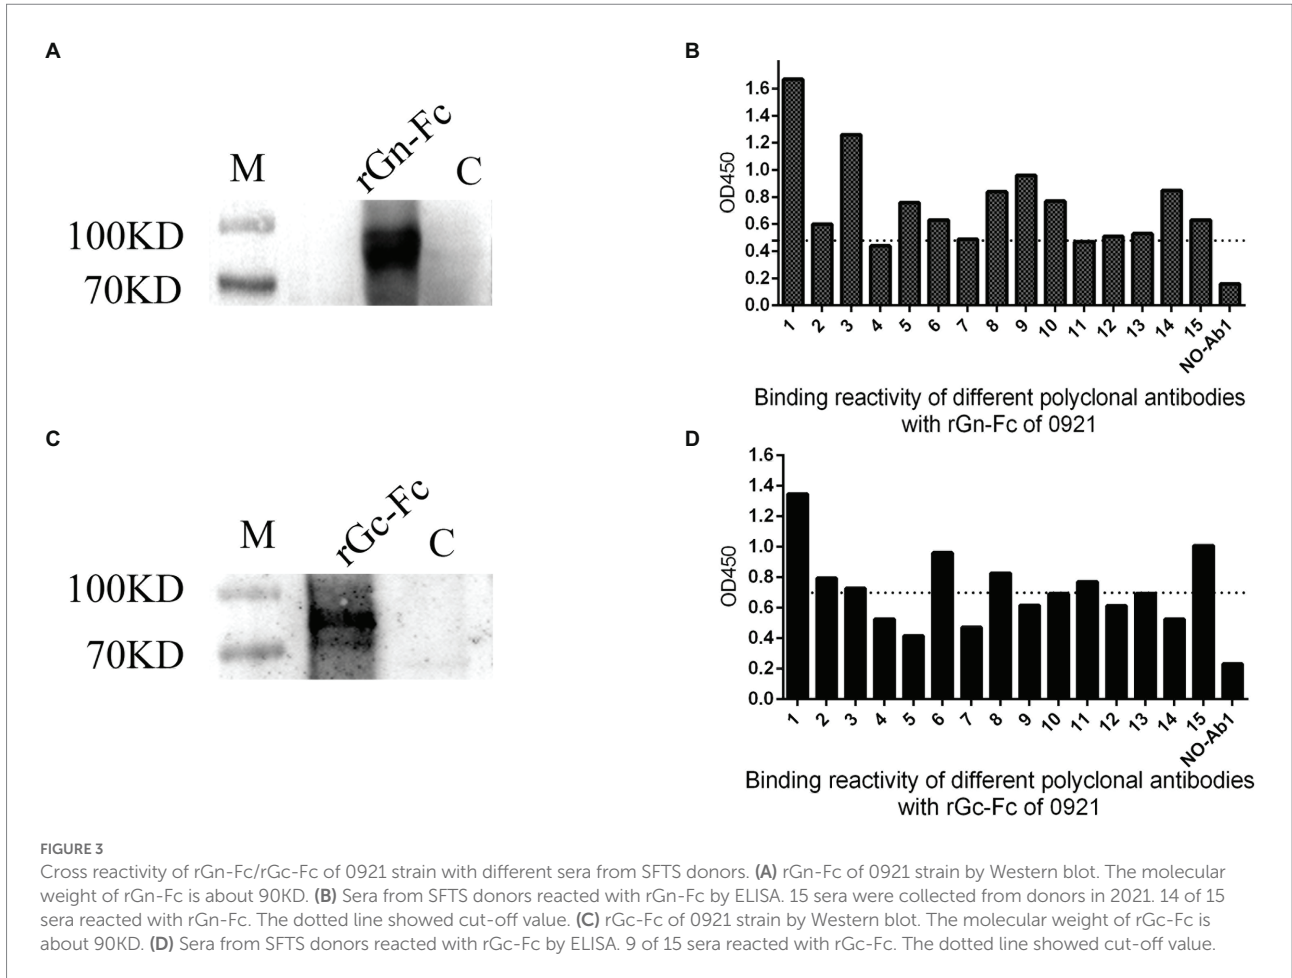 A
M
rGn-Fc
C
100KD
70KD
B
OD450
1.6
1.4
1.2
1.0
0.8
0.6
0.4
0.2
0.0
1
2
3
4
5
6
7
8
9
10
11
12
13
14
15
NO-Ab1
Binding reactivity of different polyclonal antibodies
with rGn-Fc of 0921
C
M
rGc-Fc
C
100KD
70KD
D
OD450
1.6
1.4
1.2
1.0
0.8
0.6
0.4
0.2
0.0
1
2
3
4
5
6
7
8
9
10
11
12
13
14
15
NO-Ab1
Binding reactivity of different polyclonal antibodies
with rGc-Fc of 0921
FIGURE 3
Cross reactivity of rGn-Fc/rGc-Fc of 0921 strain with different sera from SFTS donors. (A) rGn-Fc of 0921 strain by Western blot. The molecular
weight of rGn-Fc is about 90KD. (B) Sera from SFTS donors reacted with rGn-Fc by ELISA. 15 sera were collected from donors in 2021. 14 of 15
sera reacted with rGn-Fc. The dotted line showed cut-off value. (C) rGc-Fc of 0921 strain by Western blot. The molecular weight of rGc-Fc is
about 90KD. (D) Sera from SFTS donors reacted with rGc-Fc by ELISA. 9 of 15 sera reacted with rGc-Fc. The dotted line showed cut-off value.